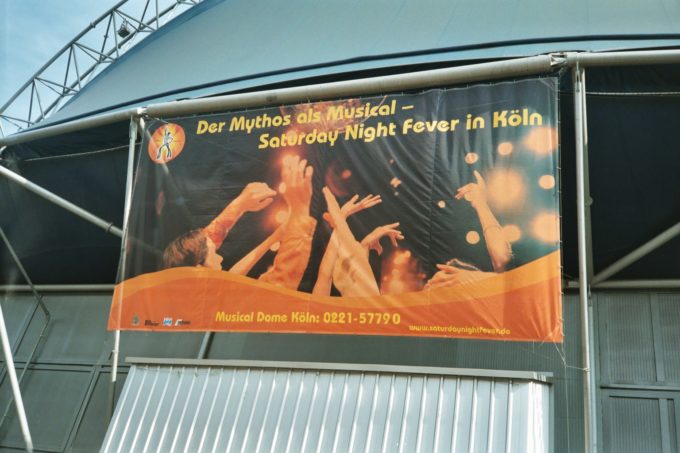 Der Mythos als Musical –
Saturday Night Fever in Köln
Musical Dome Köln: 0221-57790
www.saturdaynightfever.de